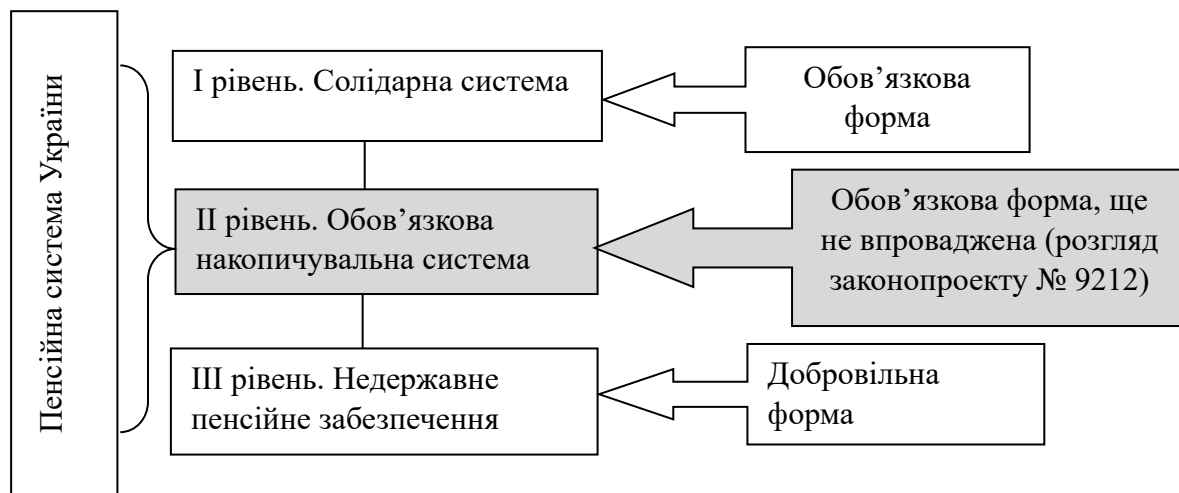 Пенсійна система України
І рівень. Солідарна система
Обов’язкова
форма
ІІ рівень. Обов’язкова
накопичувальна система
Обов’язкова форма, ще
не впроваджена (розгляд
законопроекту № 9212)
ІІІ рівень. Недержавне
пенсійне забезпечення
Добровільна
форма